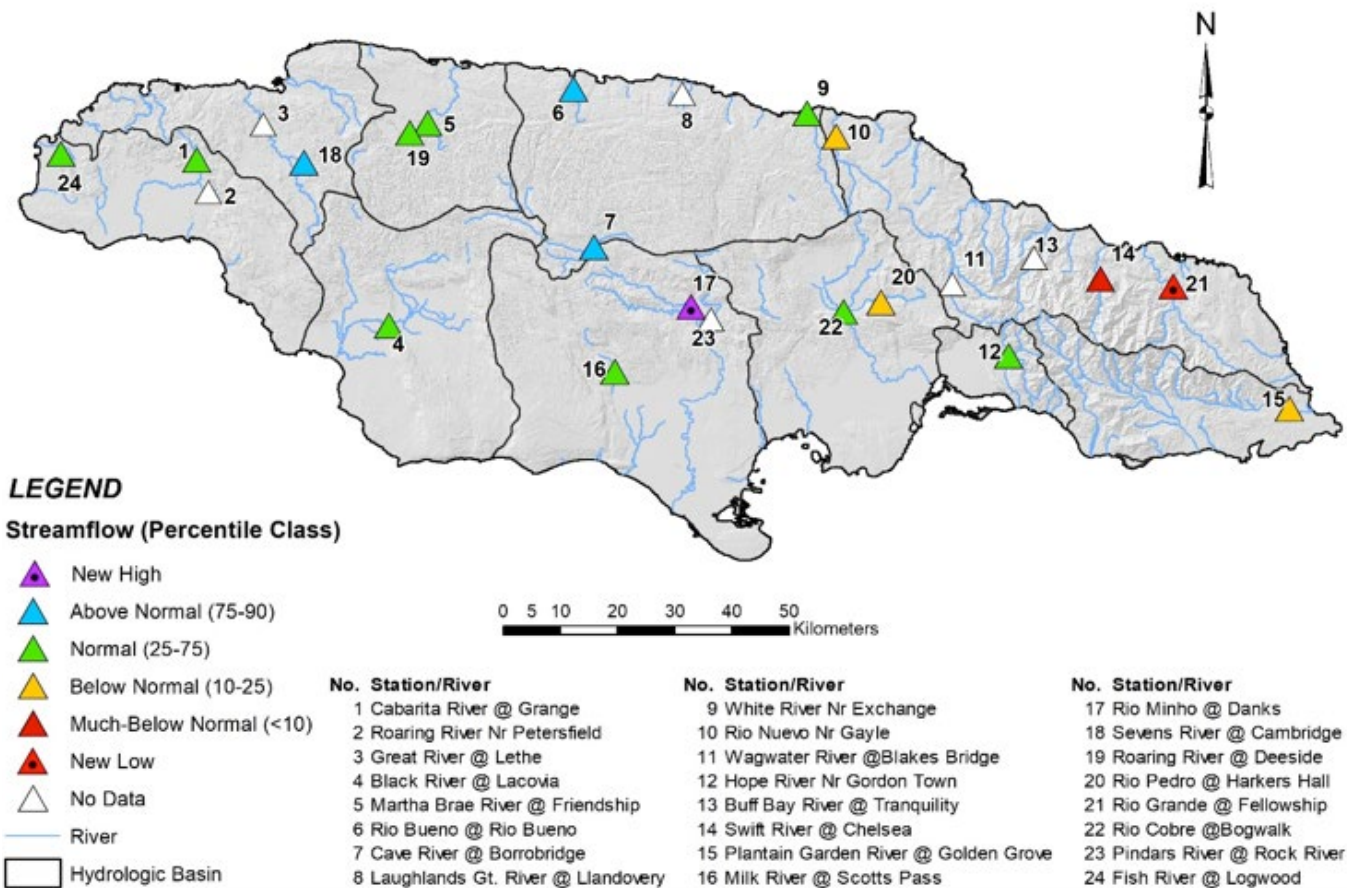 N
9
3
5
6
8
10
1
19
18
24
2
7
13
14
11
17
20
21
22
23
4
12
16
15
LEGEND
Streamflow (Percentile Class)
New High
Above Normal (75-90)
Normal (25-75)
Below Normal (10-25)
Much-Below Normal (<10)
New Low
No Data
River
Hydrologic Basin
0 5 10 20 30 40 50
Kilometers
No. Station/River
1 Cabarita River @ Grange
2 Roaring River Nr Petersfield
3 Great River @ Lethe
4 Black River @ Lacovia
5 Martha Brae River @ Friendship
6 Rio Bueno @ Rio Bueno
7 Cave River @ Borrobridge
8 Laughlands Gt. River @ Llandovery
No. Station/River
9 White River Nr Exchange
10 Rio Nuevo Nr Gayle
11 Wagwater River @Blakes Bridge
12 Hope River Nr Gordon Town
13 Buff Bay River @ Tranquility
14 Swift River @ Chelsea
15 Plantain Garden River @ Golden Grove
16 Milk River @ Scotts Pass
No. Station/River
17 Rio Minho @ Danks
18 Sevens River @ Cambridge
19 Roaring River @ Deeside
20 Rio Pedro @ Harkers Hall
21 Rio Grande @ Fellowship
22 Rio Cobre @Bogwalk
23 Pindars River @ Rock River
24 Fish River @ Logwood